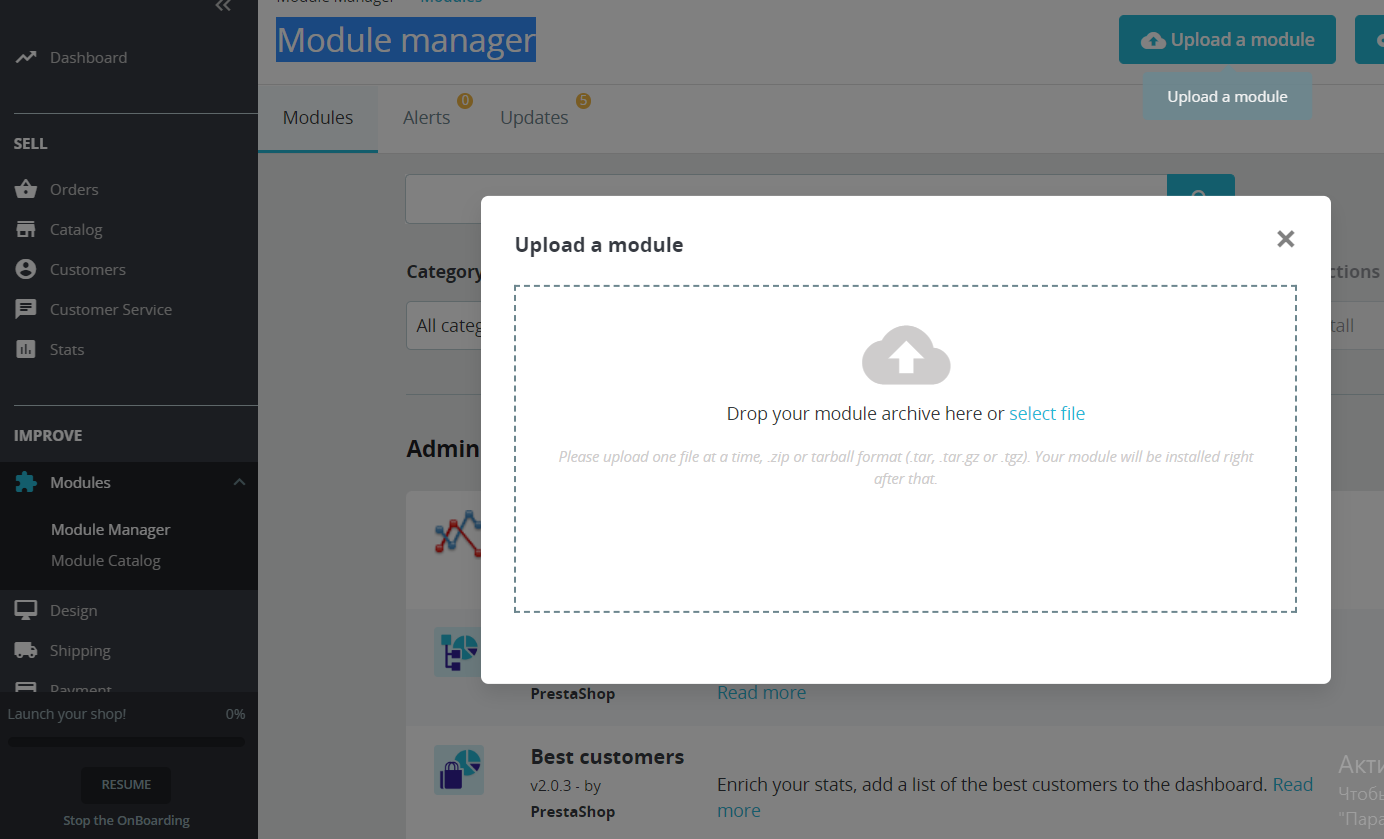 Module Manager Modules
Module manager
Upload a module
Upload a module
Modules
Alerts
0
Updates
5
Dashboard
SELL
Orders
Catalog
Customers
Customer Service
Stats
IMPROVE
Modules
Module Manager
Module Catalog
Design
Shipping
Payment
Launch your shop! 0%
RESUME
Stop the OnBoarding
Category
All categ
ctions
tall
Upload a module
Drop your module archive here or select file
Please upload one file at a time, .zip or tarball format (.tar, .tar.gz or .tgz). Your module will be installed right
after that.
Admin
PrestaShop
Read more
Best customers
v2.0.3 - by
PrestaShop
Enrich your stats, add a list of the best customers to the dashboard. Read
more
Акти
Чтобы
"Пара